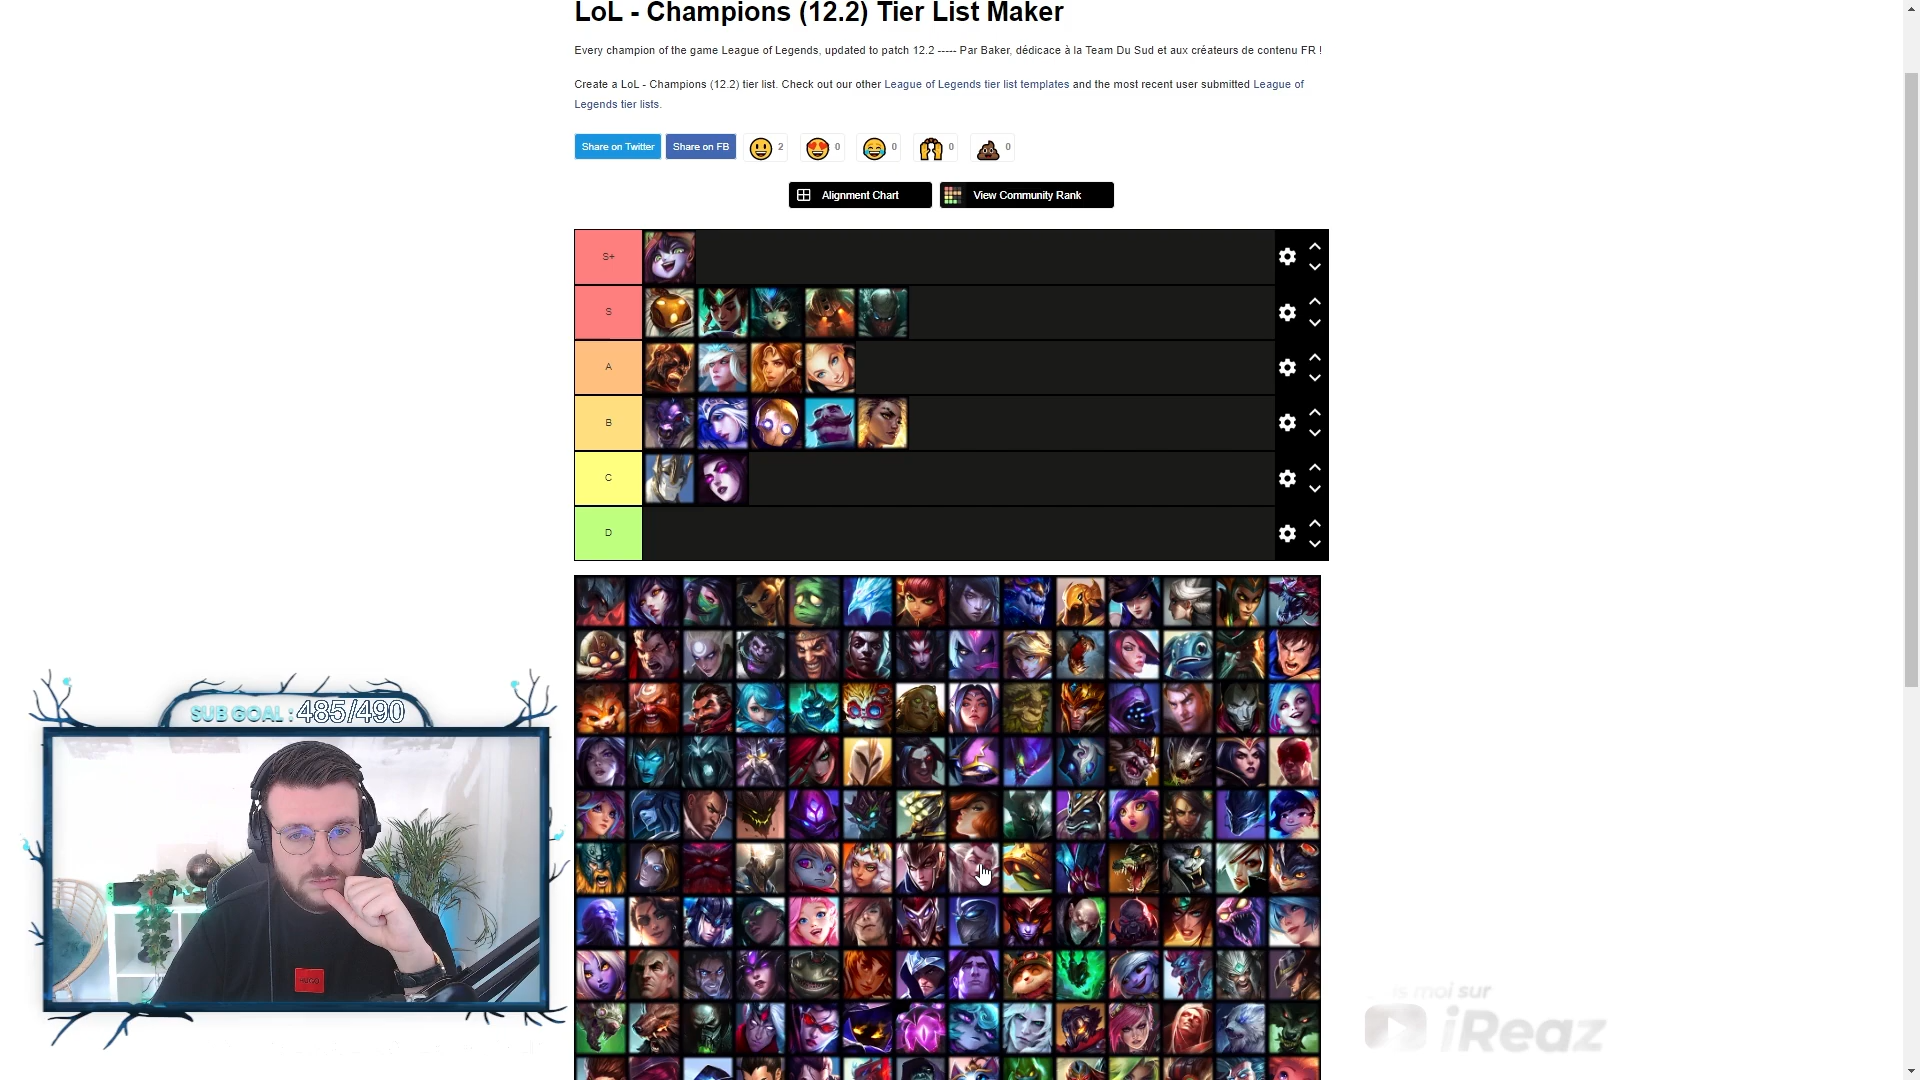 LoL - Champions (12.2) Tier List Maker
Every champion of the game League of Legends, updated to patch 12.2 ----- Par Baker, dédicace à la Team Du Sud et aux créateurs de contenu FR !
Create a LoL - Champions (12.2) tier list. Check out our other League of Legends tier list templates and the most recent user submitted League of
Legends tier lists.
Share on Twitter Share on FB 2 0 0 0 0
Alignment Chart View Community Rank
S+
S
A
B
C
D
SUB GOAL : 485/490
is moi sur
iReaz